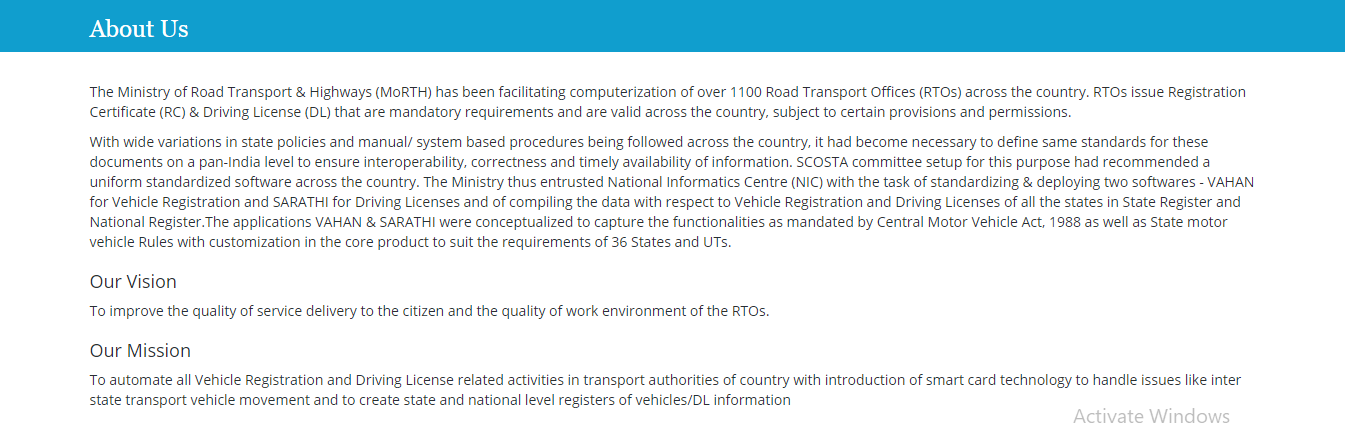 About Us
The Ministry of Road Transport & Highways (MoRTH) has been facilitating computerization of over 1100 Road Transport Offices (RTOs) across the country. RTOs issue Registration
Certificate (RC) & Driving License (DL) that are mandatory requirements and are valid across the country, subject to certain provisions and permissions.
With wide variations in state policies and manual/ system based procedures being followed across the country, it had become necessary to define same standards for these
documents on a pan-India level to ensure interoperability, correctness and timely availability of information. SCOSTA committee setup for this purpose had recommended a
uniform standardized software across the country. The Ministry thus entrusted National Informatics Centre (NIC) with the task of standardizing & deploying two softwares - VAHAN
for Vehicle Registration and SARATHI for Driving Licenses and of compiling the data with respect to Vehicle Registration and Driving Licenses of all the states in State Register and
National Register.The applications VAHAN & SARATHI were conceptualized to capture the functionalities as mandated by Central Motor Vehicle Act, 1988 as well as State motor
vehicle Rules with customization in the core product to suit the requirements of 36 States and UTs.
Our Vision
To improve the quality of service delivery to the citizen and the quality of work environment of the RTOs.
Our Mission
To automate all Vehicle Registration and Driving License related activities in transport authorities of country with introduction of smart card technology to handle issues like inter
state transport vehicle movement and to create state and national level registers of vehicles/DL information
Activate Windows